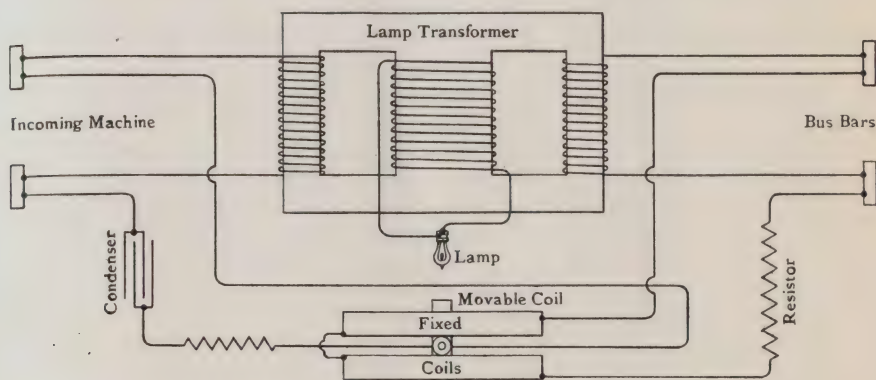 Lamp Transformer
Incoming Machine
Bus Bars
Lamp
Condenser
Movable Coil
Fixed
Coils
Resistor